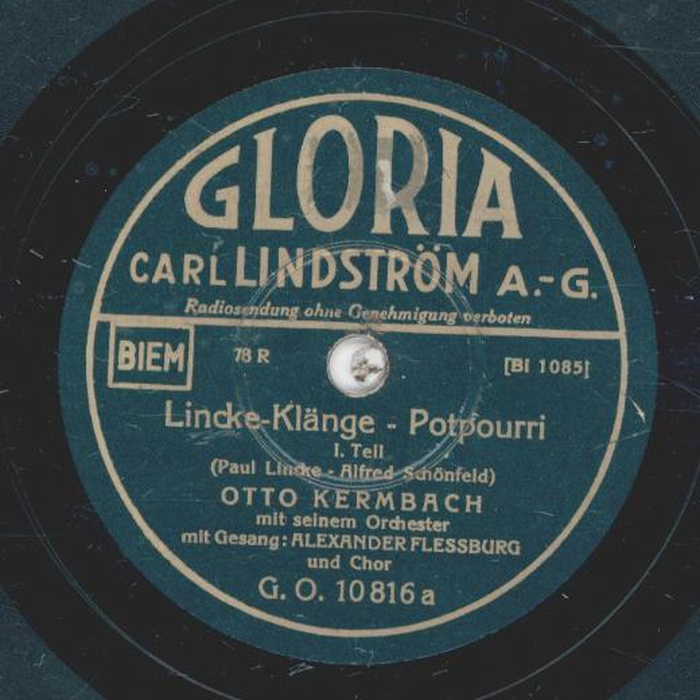 GLORIA
CARL LINDSTRÖM A.-G.
Radiosendung ohne Genehmigung verboten
BIEM 78 R [Bi 1085]
Lincke-Klänge - Potpourri
I. Teil
(Paul Lincke - Alfred Schönfeld)
OTTO KERMBACH
mit seinem Orchester
mit Gesang: ALEXANDER FLESSBURG
und Chor
G. O. 10816 a